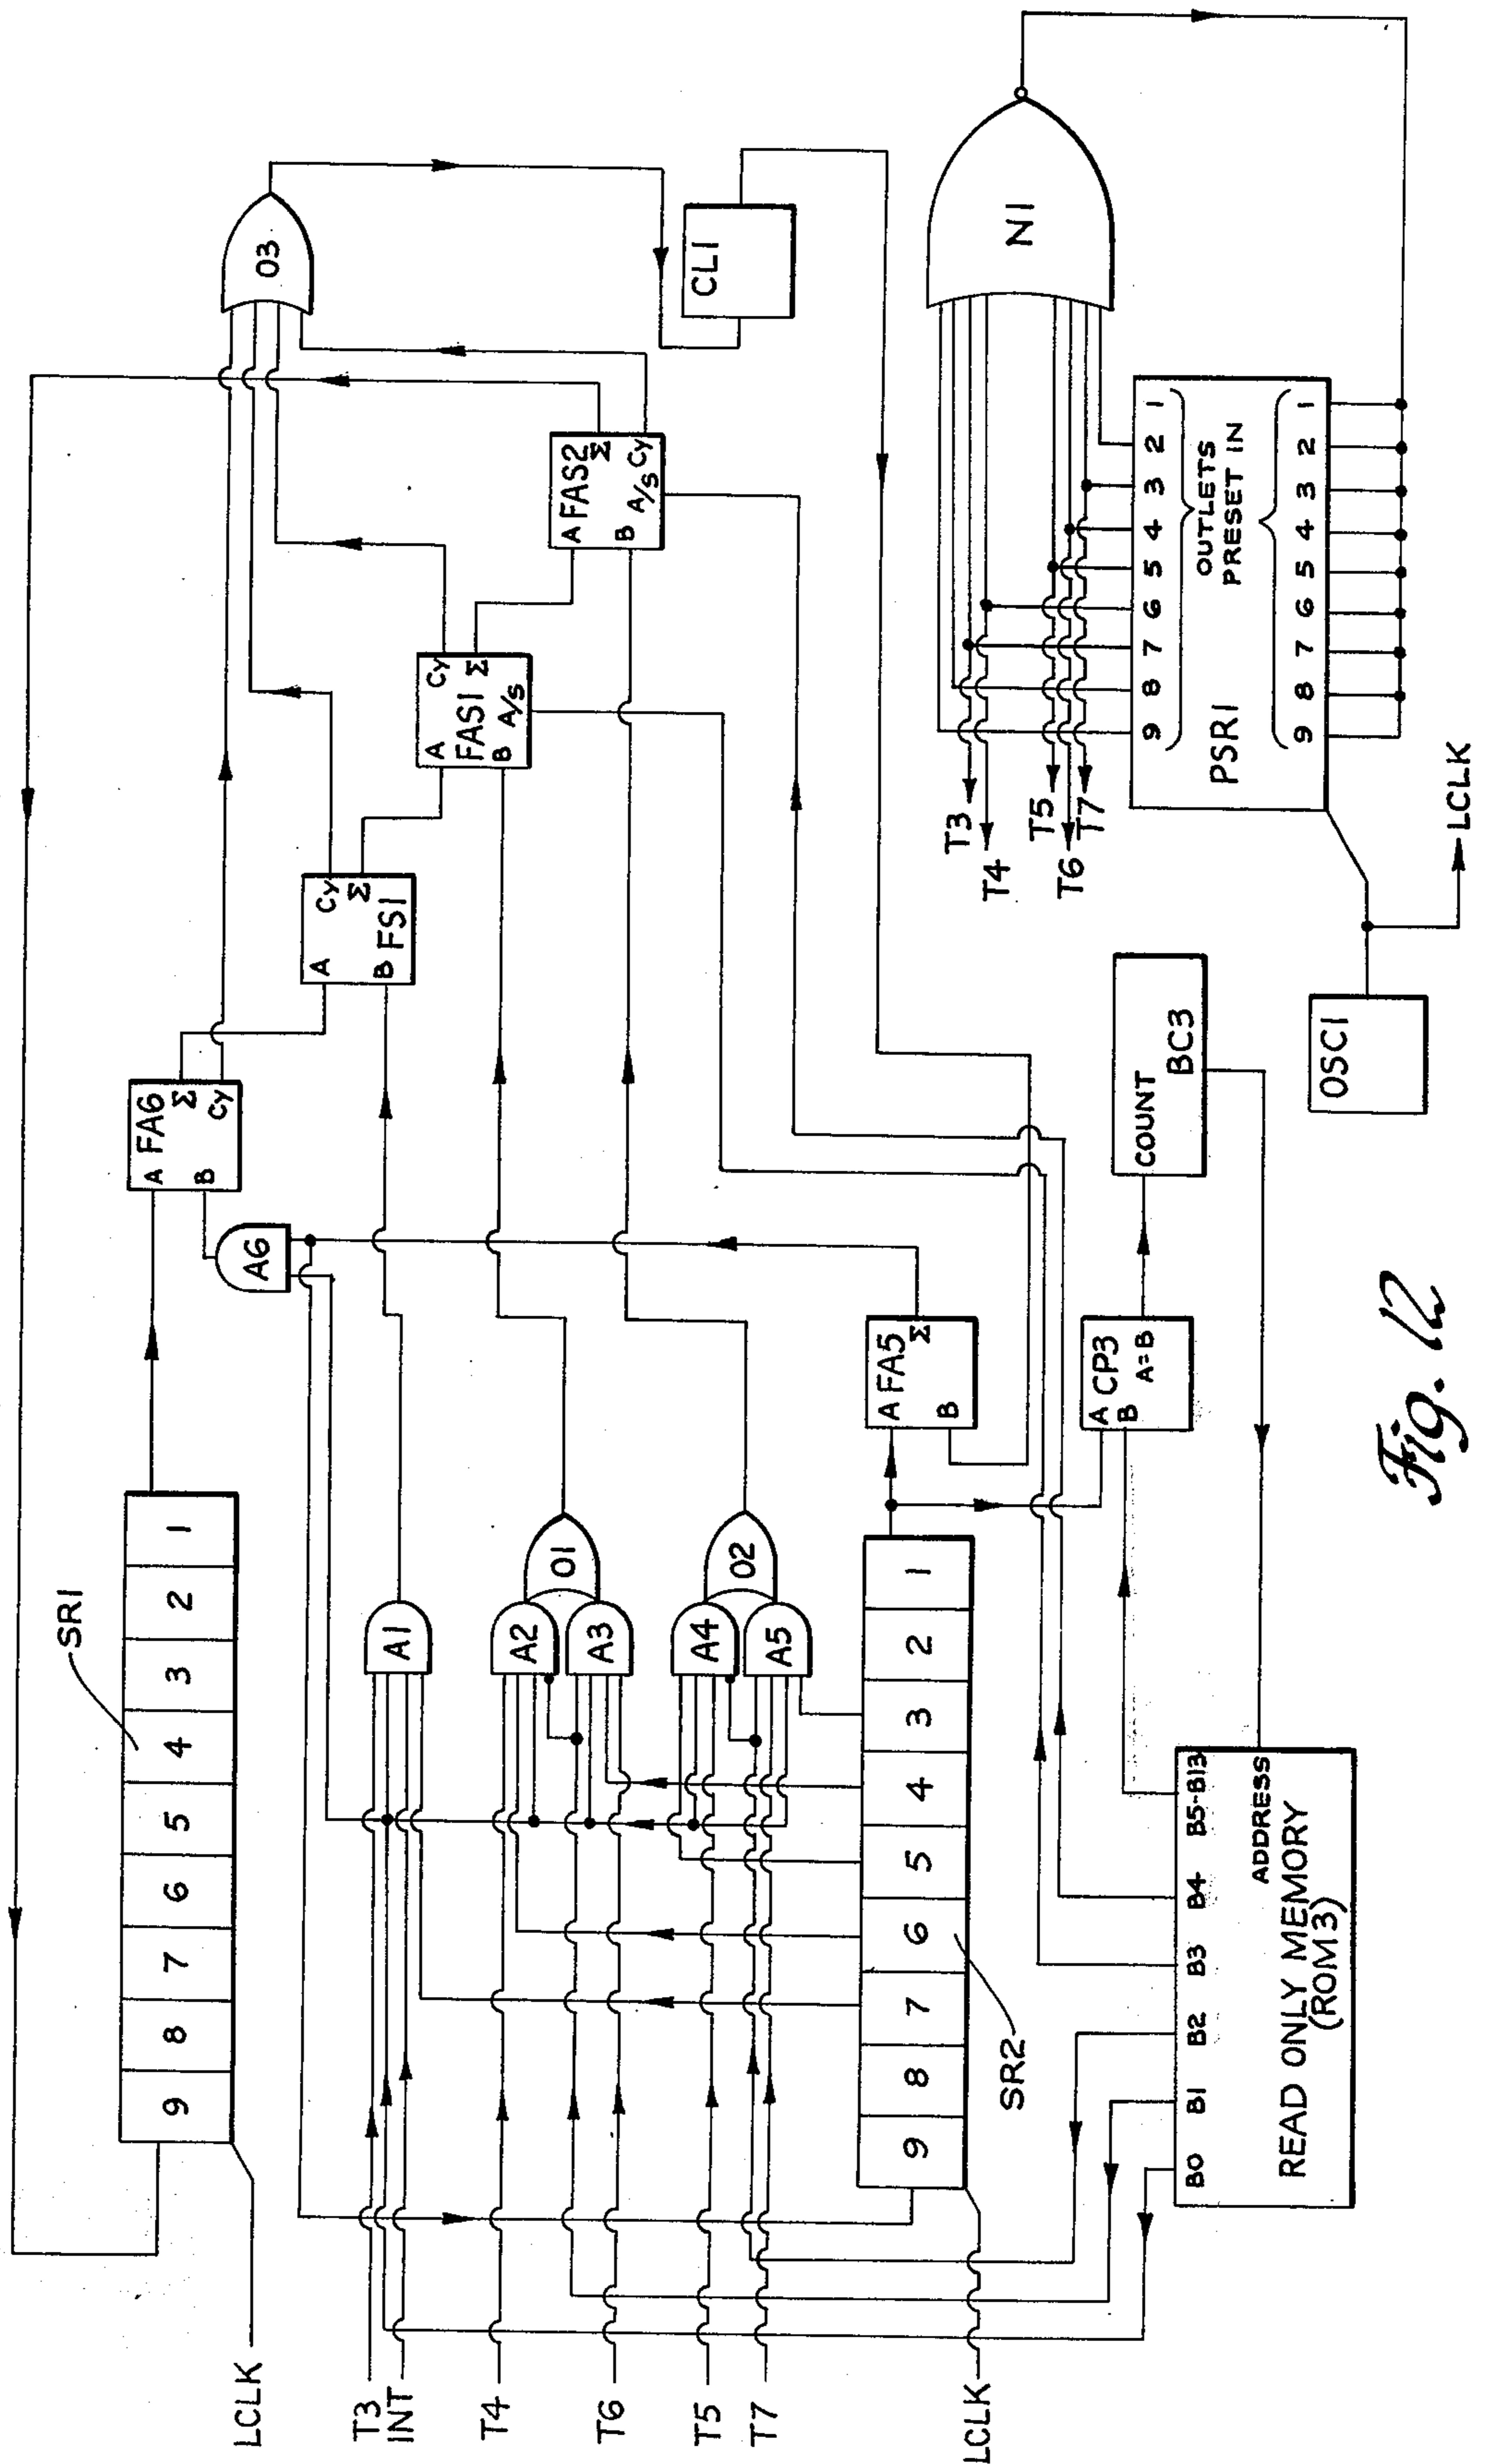 SR1
9 8 7 6 5 4 3 2 1
LCLK
A FA6 Σ
B Cy
A6
O3
A Cy
Σ
B FS1
T3
INT
A1
A Cy
FAS1 Σ
B A/S
T4
A2
O1
A3
T6
A FAS2
Σ
B A/S Cy
T5
A4
O2
A5
T7
CL1
9 8 7 6 5 4 3 2 1
SR2
LCLK
A FA5 Σ
B
N1
T3
T4
T5
T6
T7
A CP3
B
A=B
COUNT
BC3
B0 B1 B2 B3 B4 B5-B13
ADDRESS
READ ONLY MEMORY
(ROM3)
9 8 7 6 5 4 3 2 1
OUTLETS
PSR1
PRESET IN
9 8 7 6 5 4 3 2 1
OSC1
LCLK
Fig. 12